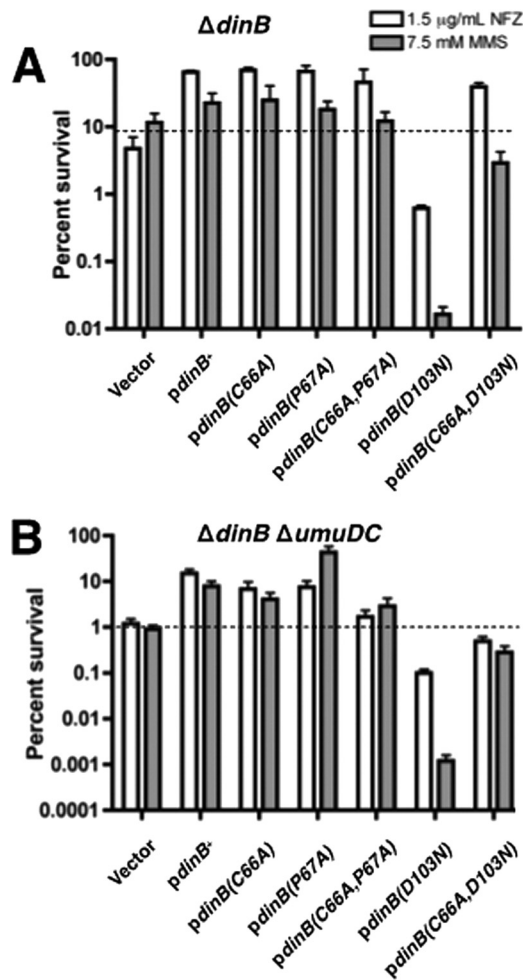 ΔdinB
1.5 µg/mL NFZ
7.5 mM MMS
A
Percent survival
100
10
1
0.1
0.01
Vector
pdinB+
pdinB(C66A)
pdinB(P67A)
pdinB(C66A,P67A)
pdinB(D103N)
pdinB(C66A,D103N)
B
ΔdinB ΔumuDC
Percent survival
100
10
1
0.1
0.01
0.001
0.0001
Vector
pdinB+
pdinB(C66A)
pdinB(P67A)
pdinB(C66A,P67A)
pdinB(D103N)
pdinB(C66A,D103N)